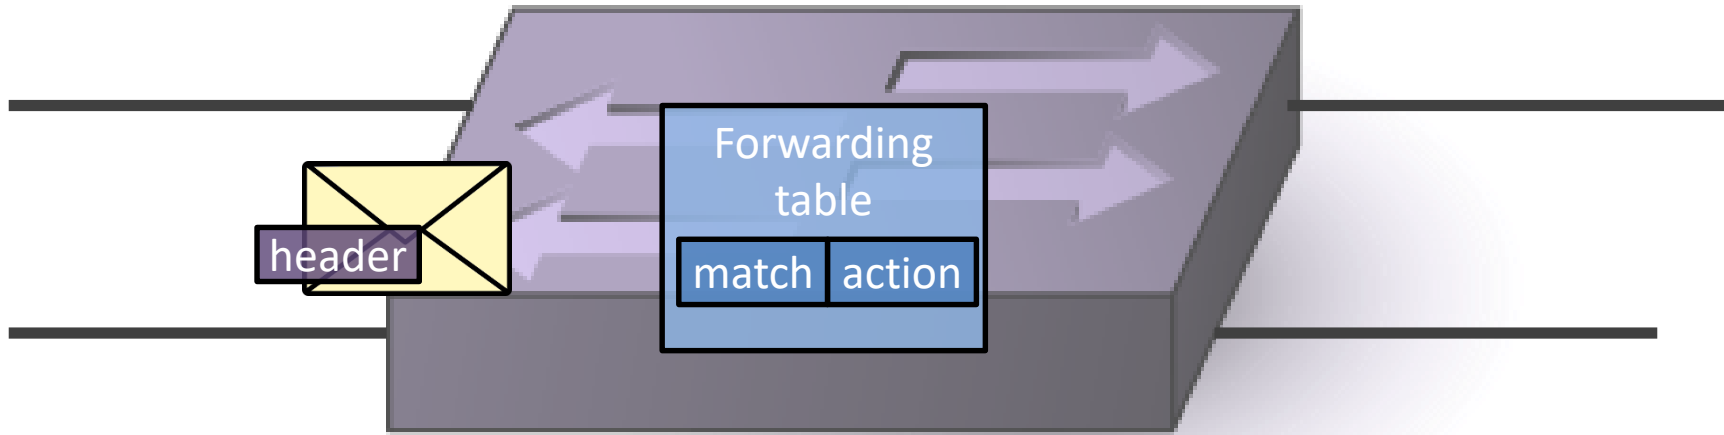 Forwarding
table
header
match action